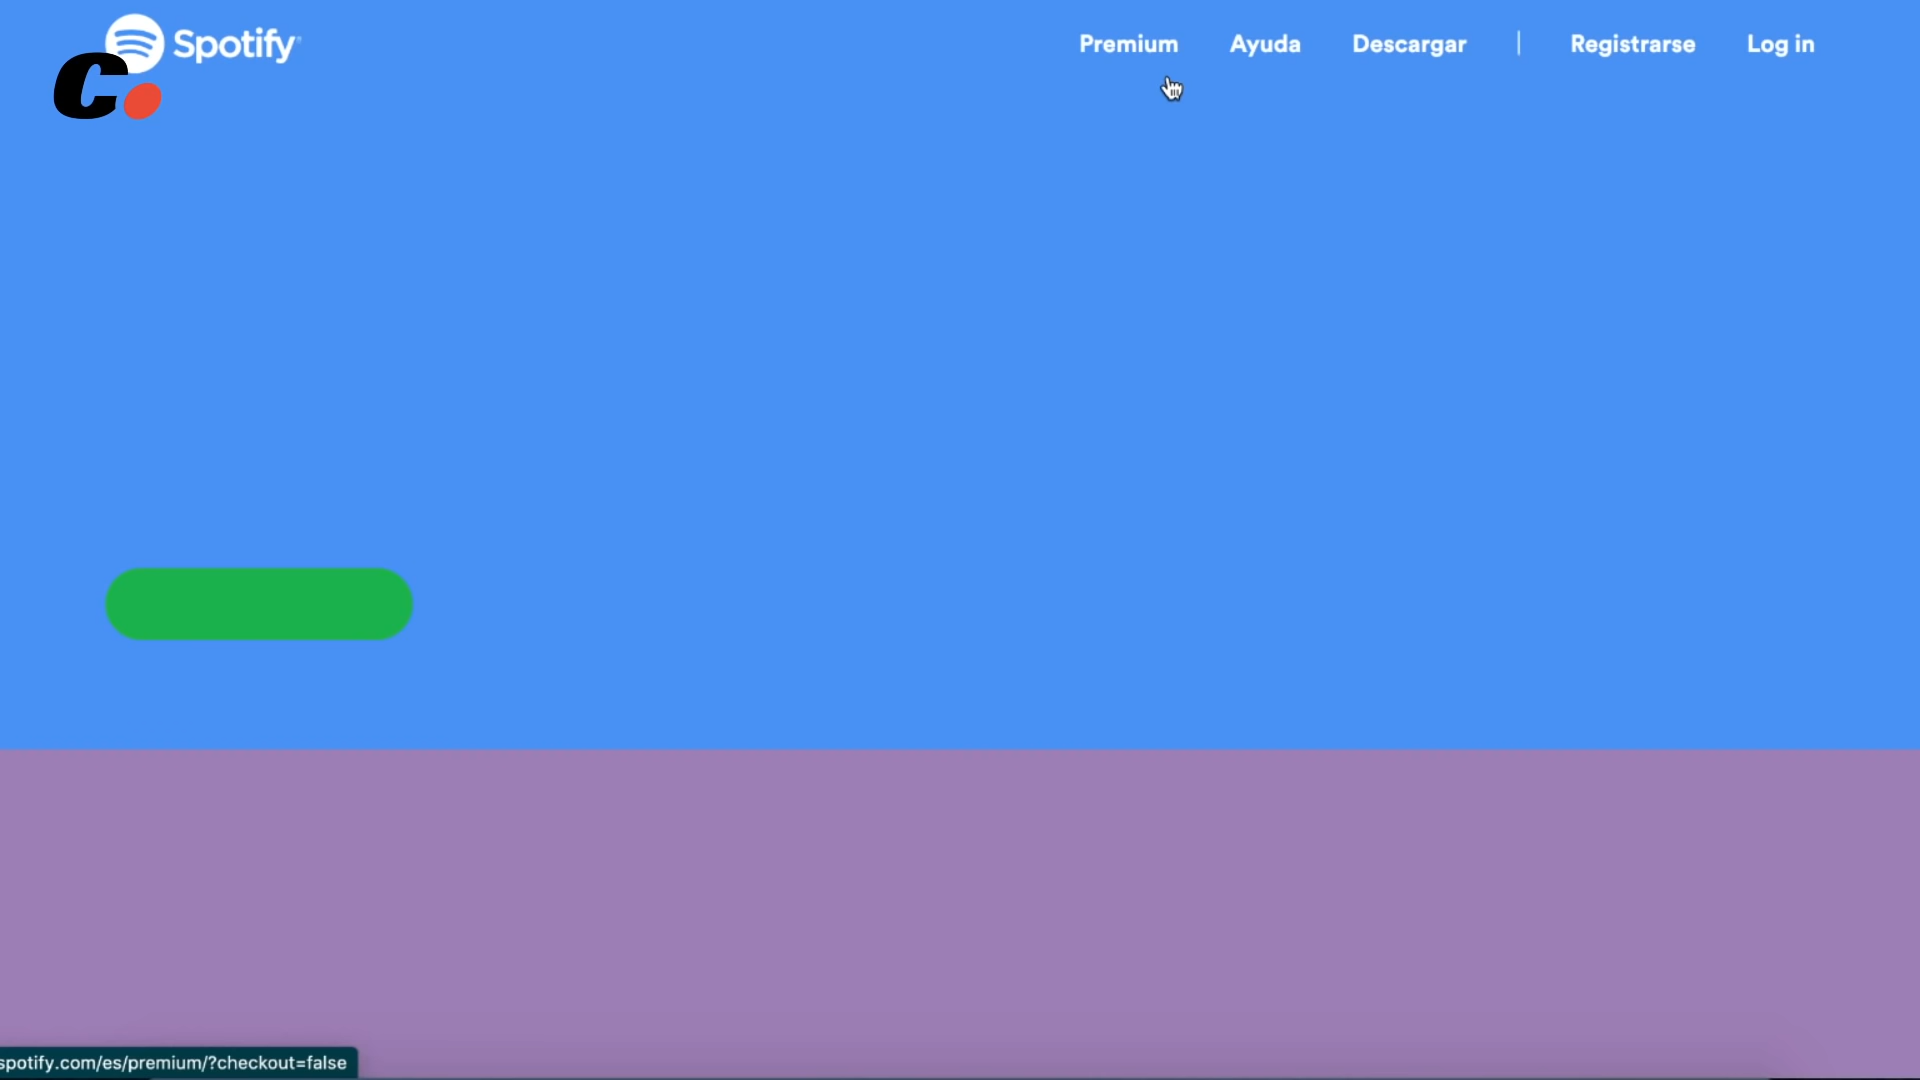 Spotify
Premium
Ayuda
Descargar
Registrarse
Log in
C.
spotify.com/es/premium/?checkout=false